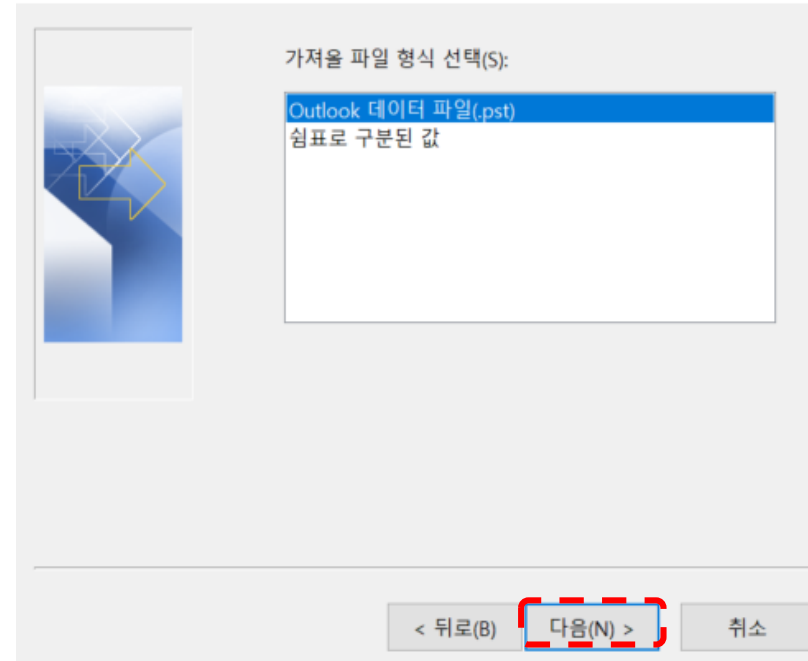 가져올 파일 형식 선택(S):
Outlook 데이터 파일(.pst)
쉼표로 구분된 값
< 뒤로(B) 다음(N) > 취소